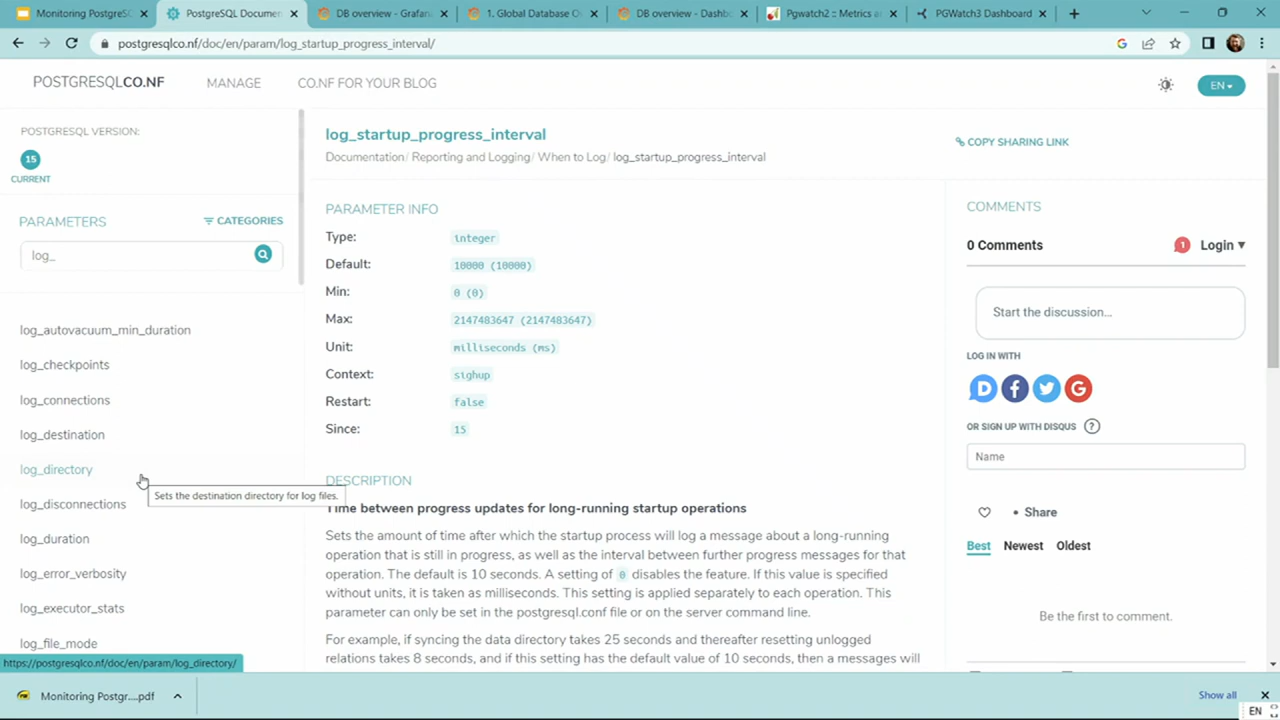 Monitoring PostgreS
PostgreSQL Documen
DB overview - Grafan
1. Global Database O
DB overview - Dashb
Pgwatch2 :: Metrics a
PGWatch3 Dashboard
postgresqlco.nf/doc/en/param/log_startup_progress_interval/
POSTGRESQLCO.NF
MANAGE
CO.NF FOR YOUR BLOG
EN
POSTGRESQL VERSION:
15
CURRENT
PARAMETERS
CATEGORIES
log_
log_autovacuum_min_duration
log_checkpoints
log_connections
log_destination
log_directory
Sets the destination directory for log files.
log_disconnections
log_duration
log_error_verbosity
log_executor_stats
log_file_mode
https://postgresqlco.nf/doc/en/param/log_directory/
log_startup_progress_interval
Documentation/ Reporting and Logging/ When to Log/ log_startup_progress_interval
COPY SHARING LINK
PARAMETER INFO
Type: integer
Default: 10000 (10000)
Min: 0 (0)
Max: 2147483647 (2147483647)
Unit: milliseconds (ms)
Context: sighup
Restart: false
Since: 15
DESCRIPTION
Time between progress updates for long-running startup operations
Sets the amount of time after which the startup process will log a message about a long-running
operation that is still in progress, as well as the interval between further progress messages for that
operation. The default is 10 seconds. A setting of 0 disables the feature. If this value is specified
without units, it is taken as milliseconds. This setting is applied separately to each operation. This
parameter can only be set in the postgresql.conf file or on the server command line.
For example, if syncing the data directory takes 25 seconds and thereafter resetting unlogged
relations takes 8 seconds, and if this setting has the default value of 10 seconds, then a messages will
COMMENTS
0 Comments
1
Login
Start the discussion...
LOG IN WITH
OR SIGN UP WITH DISQUS ?
Name
Share
Best Newest Oldest
Be the first to comment.
Monitoring Postgr....pdf
Show all
EN